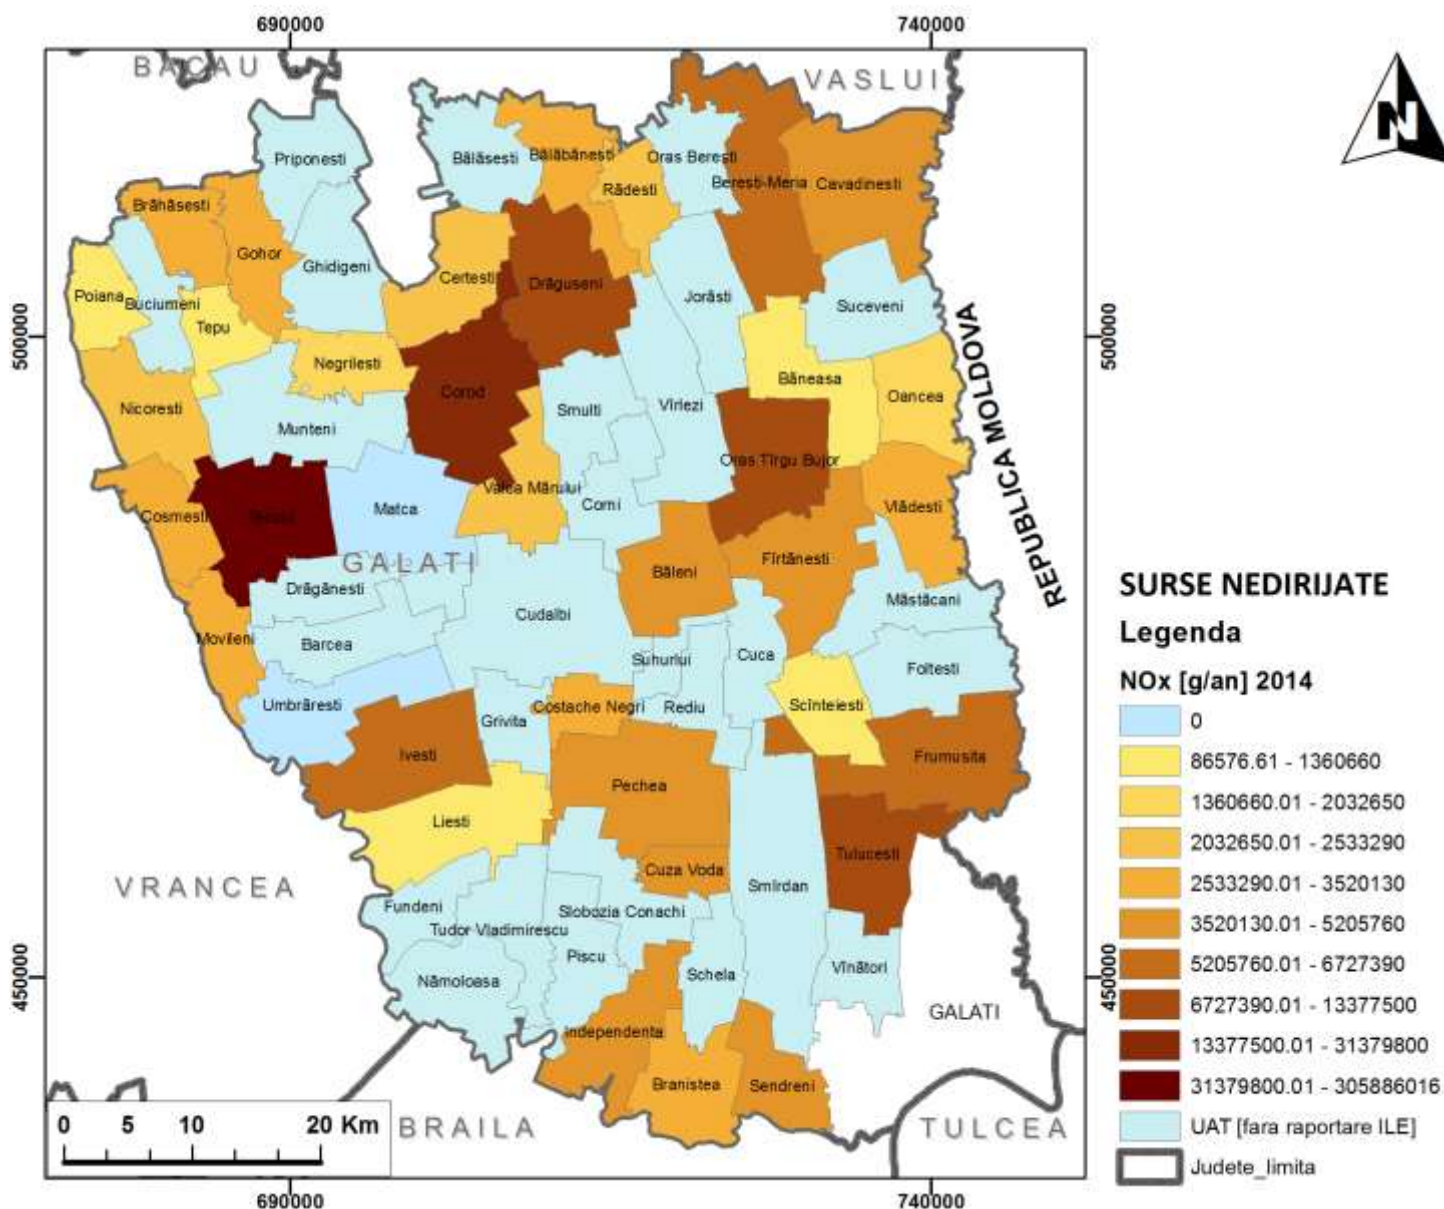 690000
740000
BACAU
VASLUI
N
Priponesti
Bălăsesti
Bălăbănesti
Oras Beresti
Rădesti
Beresti-Meria
Cavadinesti
Brăhăsesti
Gohor
Ghidigeni
Certesti
Drăguseni
Jorăsti
Suceveni
Poiana
Buciumeni
Tepu
500000
500000
REPUBLICA MOLDOVA
Negrilesti
Corod
Băneasa
Oancea
Nicoresti
Munteni
Smulti
Vîrlezi
Oras Tîrgu Bujor
Valea Mărului
Cosmesti
Matca
Corni
Vlădesti
GALATI
Băleni
Fîrtănesti
Drăgănesti
Cudalbi
Măstăcani
Movileni
Barcea
Suhurlui
Cuca
Foltesti
Umbrăresti
Grivita
Costache Negri
Rediu
Scînteiesti
Ivesti
Pechea
Frumusita
Liesti
Tulucesti
Cuza Voda
Smîrdan
VRANCEA
Fundeni
Tudor Vladimirescu
Slobozia Conachi
Piscu
Schela
Vînători
Nămoloasa
450000
450000
GALATI
Independenta
Branistea
Sendreni
BRAILA
TULCEA
0 5 10 20 Km
690000
740000
SURSE NEDIRIJATE
Legenda
NOx [g/an] 2014
0
86576.61 - 1360660
1360660.01 - 2032650
2032650.01 - 2533290
2533290.01 - 3520130
3520130.01 - 5205760
5205760.01 - 6727390
6727390.01 - 13377500
13377500.01 - 31379800
31379800.01 - 305886016
UAT [fara raportare ILE]
Judete_limita